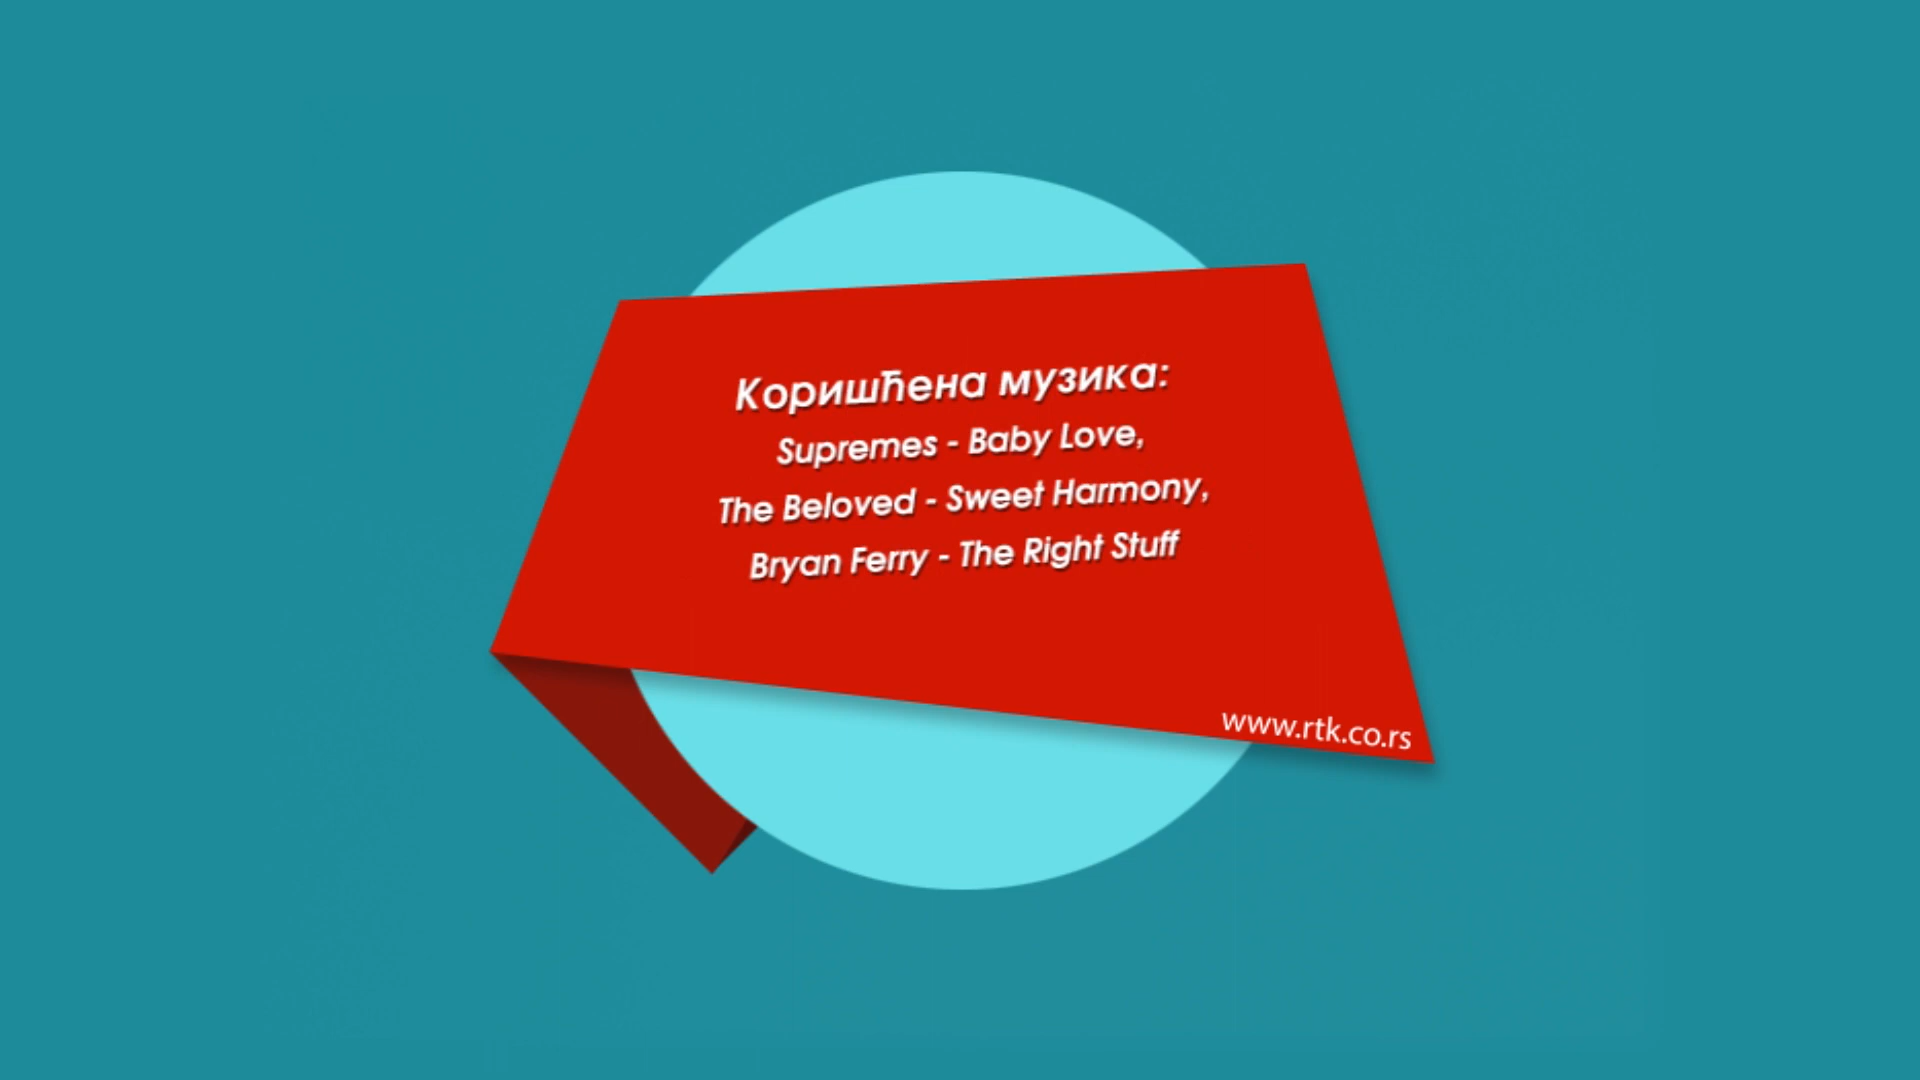 Коришћена музика:
Supremes - Baby Love,
The Beloved - Sweet Harmony,
Bryan Ferry - The Right Stuff
www.rtk.co.rs